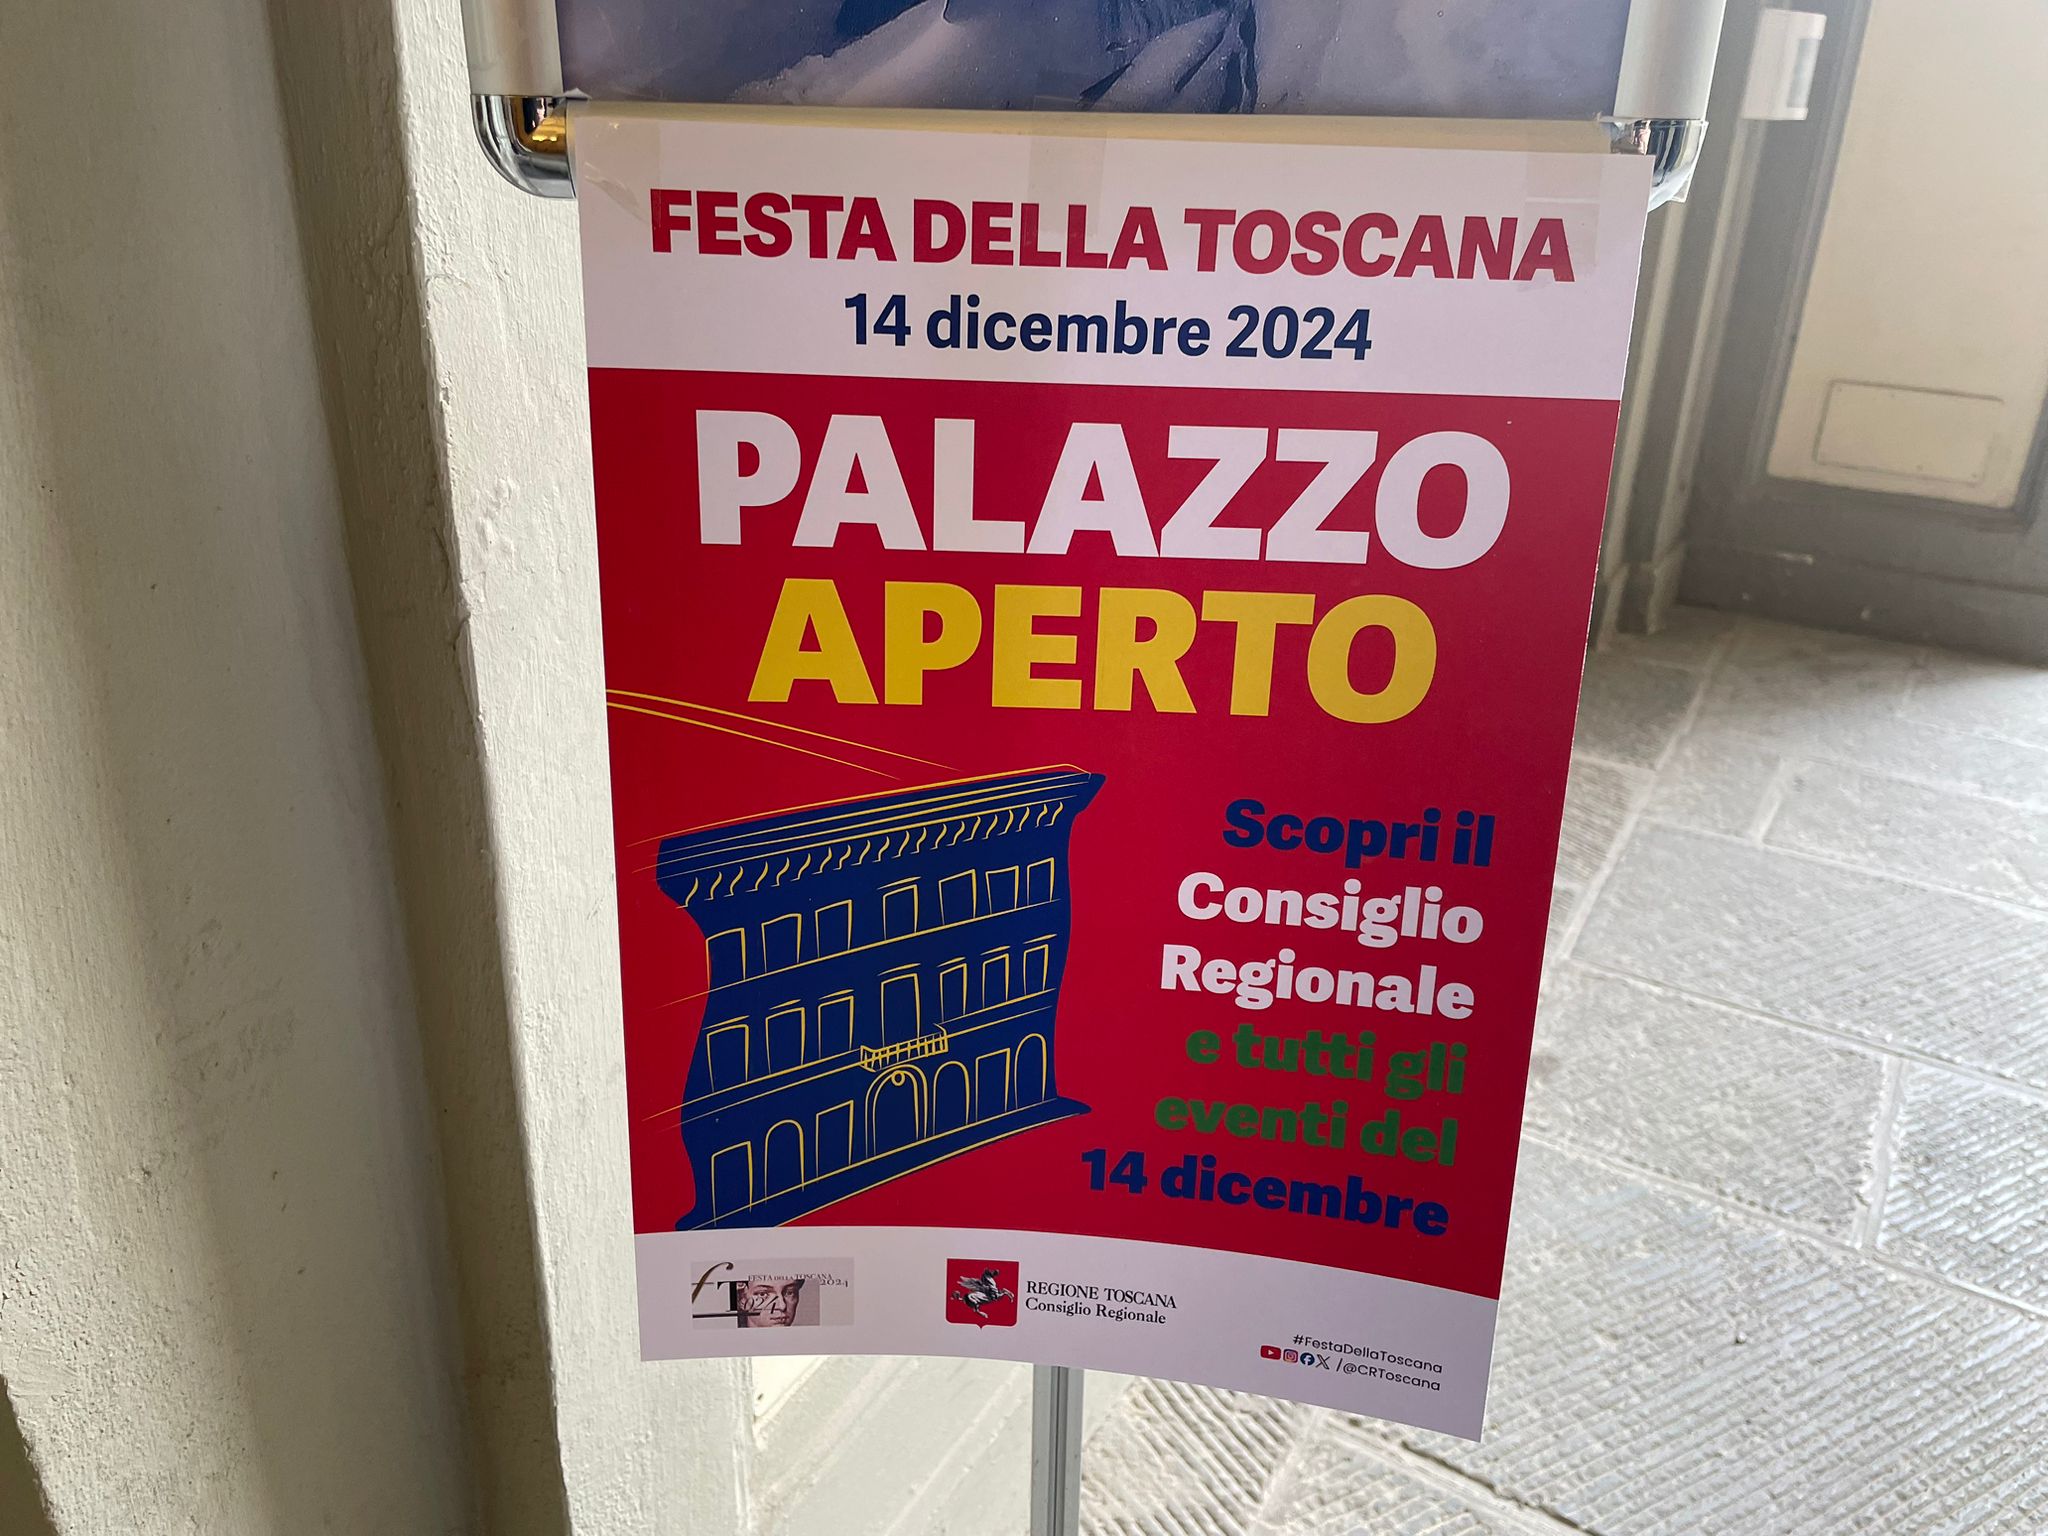 FESTA DELLA TOSCANA
14 dicembre 2024
PALAZZO
APERTO
Scopri il
Consiglio
Regionale
e tutti gli
eventi del
14 dicembre
FESTA DELLA TOSCANA
2024
REGIONE TOSCANA
Consiglio Regionale
#FestaDellaToscana
/@CRToscana